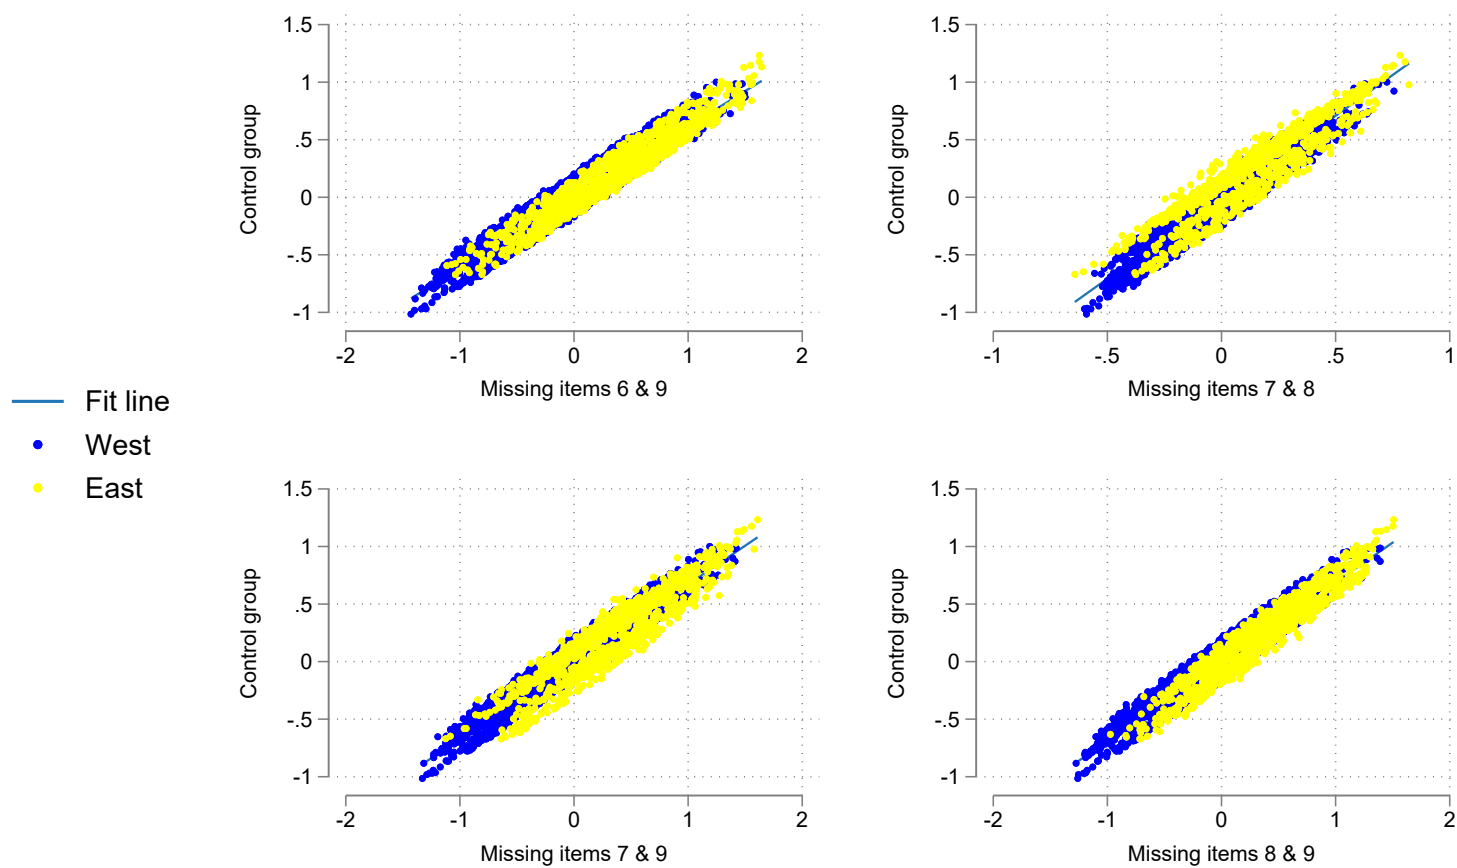 Fit line
West
East
1.5
1
.5
0
-.5
-1
Control group
-2 -1 0 1 2
Missing items 6 & 9
1.5
1
.5
0
-.5
-1
Control group
-1 -.5 0 .5 1
Missing items 7 & 8
1.5
1
.5
0
-.5
-1
Control group
-2 -1 0 1 2
Missing items 7 & 9
1.5
1
.5
0
-.5
-1
Control group
-2 -1 0 1 2
Missing items 8 & 9